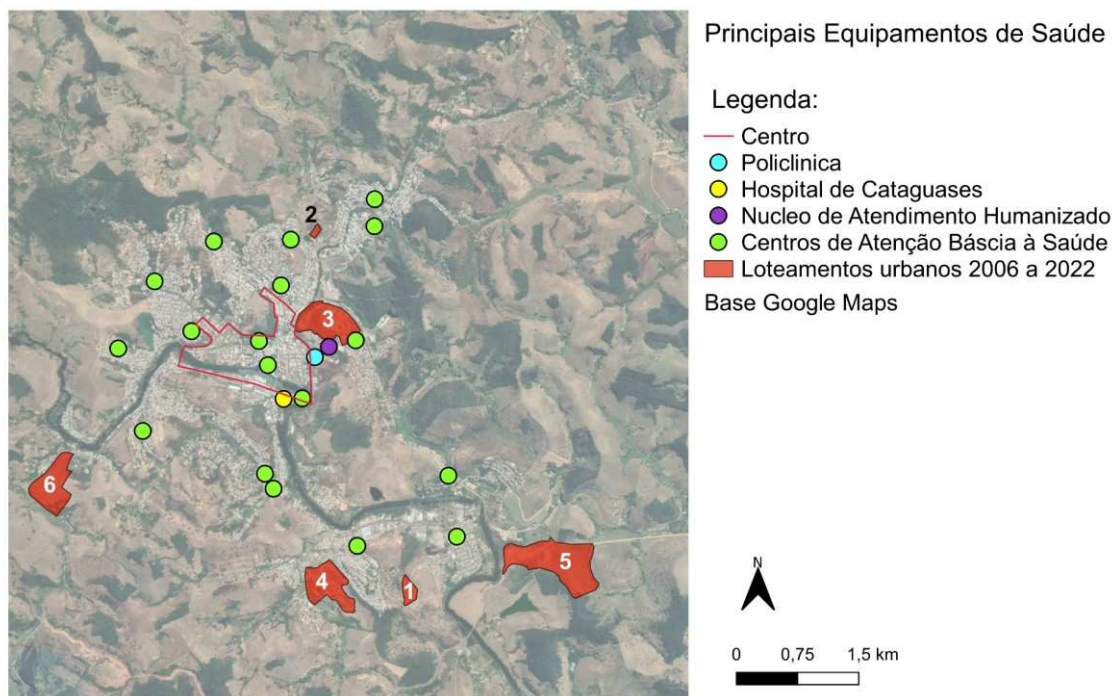 Principais Equipamentos de Saúde
Legenda:
Centro
Policlinica
Hospital de Cataguases
Nucleo de Atendimento Humanizado
Centros de Atenção Báscia à Saúde
Loteamentos urbanos 2006 a 2022
Base Google Maps
2
3
6
5
4
1
N
0 0,75 1,5 km